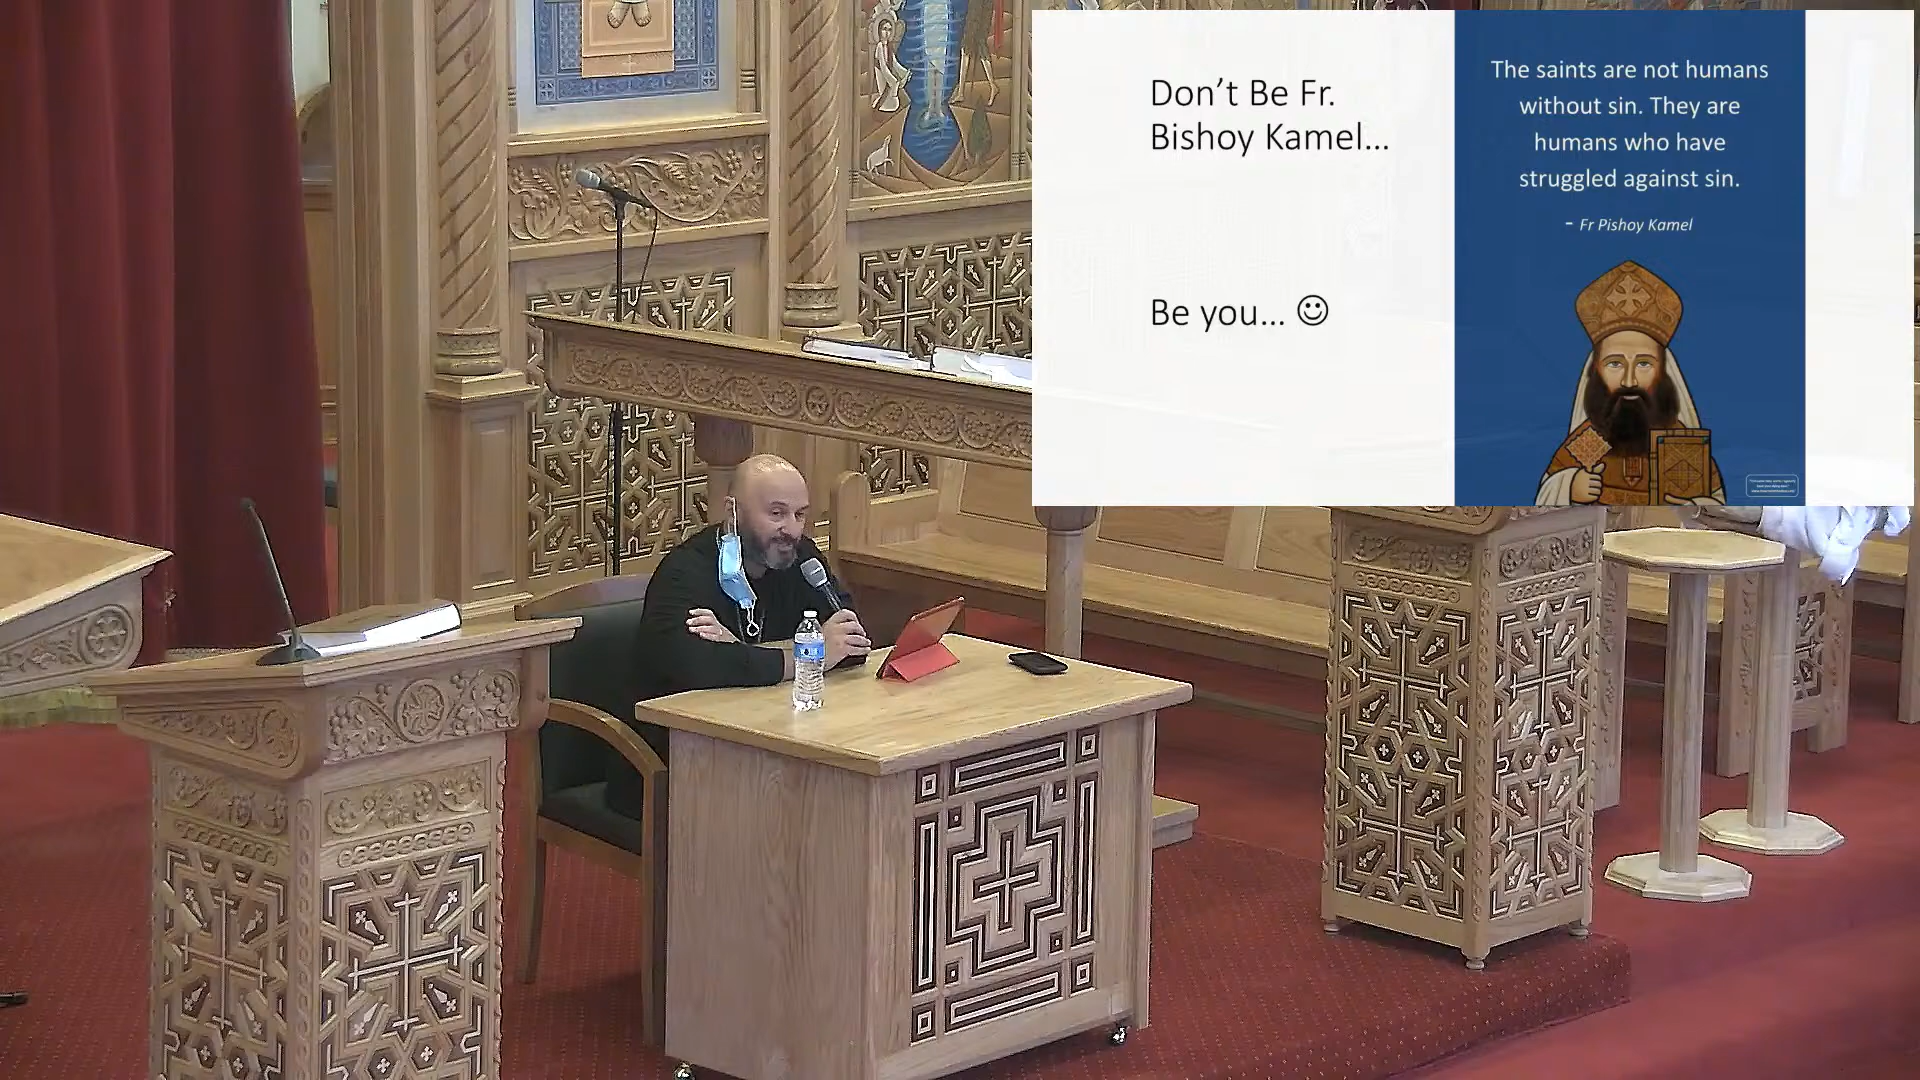 Don't Be Fr.
Bishoy Kamel...
Be you... ☺
The saints are not humans
without sin. They are
humans who have
struggled against sin.
- Fr Pishoy Kamel